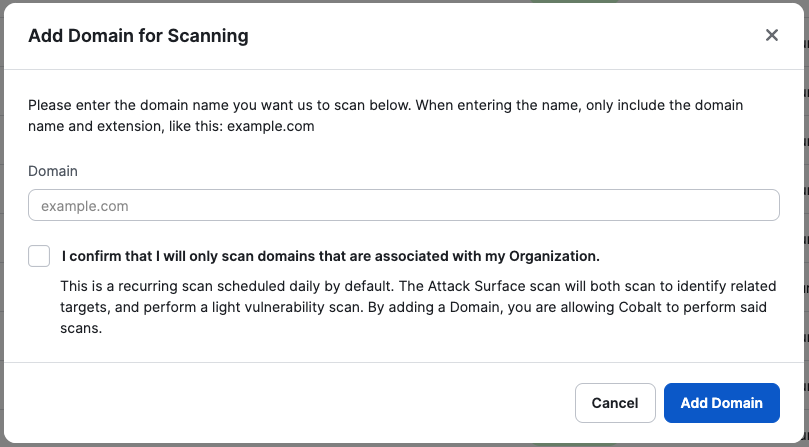 Add Domain for Scanning
Please enter the domain name you want us to scan below. When entering the name, only include the domain
name and extension, like this: example.com
Domain
example.com
I confirm that I will only scan domains that are associated with my Organization.
This is a recurring scan scheduled daily by default. The Attack Surface scan will both scan to identify related
targets, and perform a light vulnerability scan. By adding a Domain, you are allowing Cobalt to perform said
scans.
Cancel
Add Domain